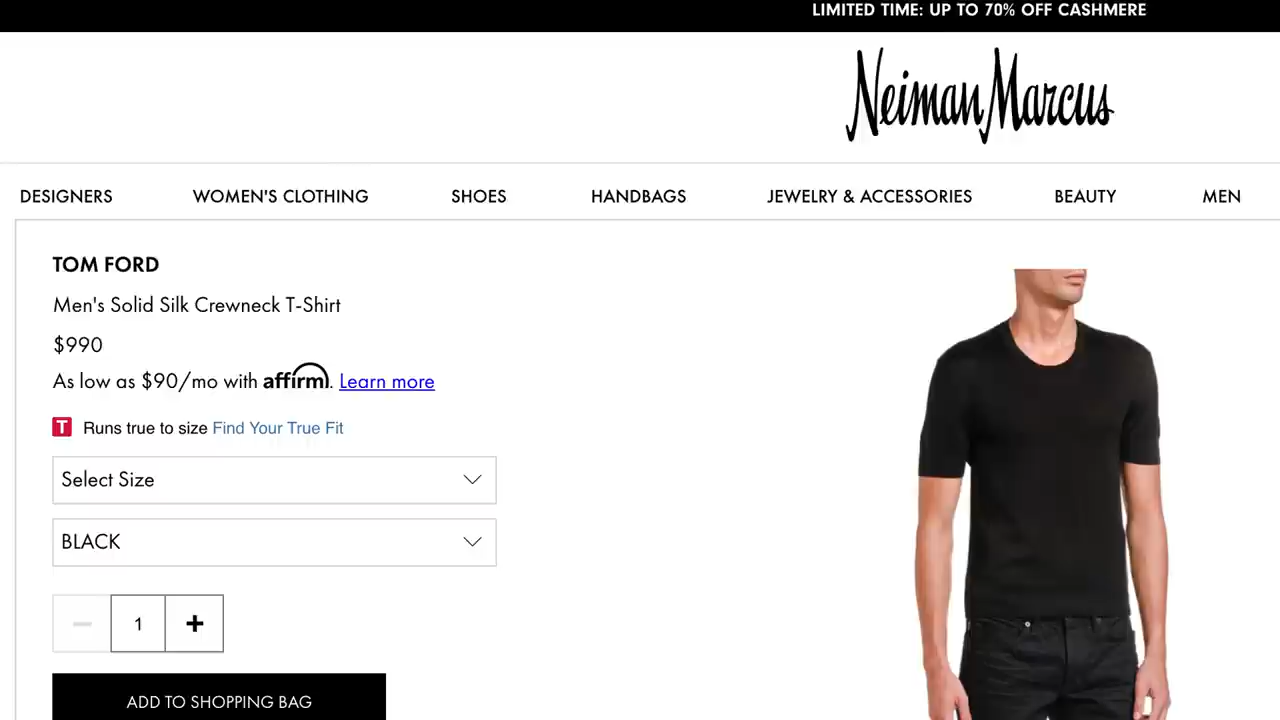 LIMITED TIME: UP TO 70% OFF CASHMERE
Neiman Marcus
DESIGNERS WOMEN'S CLOTHING SHOES HANDBAGS JEWELRY & ACCESSORIES BEAUTY MEN
TOM FORD
Men's Solid Silk Crewneck T-Shirt
$990
As low as $90/mo with affirm. Learn more
T Runs true to size Find Your True Fit
Select Size
BLACK
1
ADD TO SHOPPING BAG